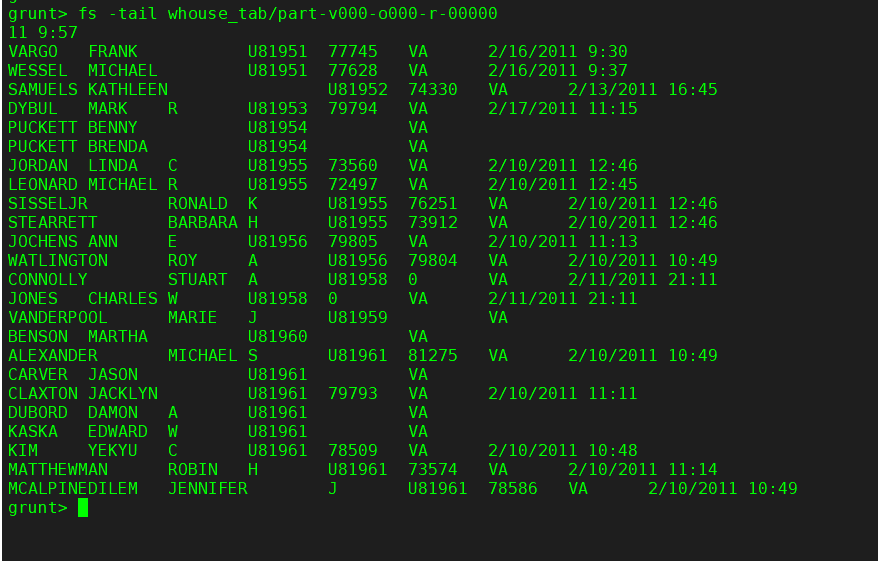 grunt> fs -tail whouse_tab/part-v000-o000-r-00000
11 9:57
VARGO   FRANK           U81951  77745   VA      2/16/2011 9:30
WESSEL  MICHAEL         U81951  77628   VA      2/16/2011 9:37
SAMUELS KATHLEEN                U81952  74330   VA      2/13/2011 16:45
DYBUL   MARK    R       U81953  79794   VA      2/17/2011 11:15
PUCKETT BENNY           U81954          VA
PUCKETT BRENDA          U81954          VA
JORDAN  LINDA   C       U81955  73560   VA      2/10/2011 12:46
LEONARD MICHAEL R       U81955  72497   VA      2/10/2011 12:45
SISSELJR        RONALD  K       U81955  76251   VA      2/10/2011 12:46
STEARRETT       BARBARA H       U81955  73912   VA      2/10/2011 12:46
JOCHENS ANN     E       U81956  79805   VA      2/10/2011 11:13
WATLINGTON      ROY     A       U81956  79804   VA      2/10/2011 10:49
CONNOLLY        STUART  A       U81958  0       VA      2/11/2011 21:11
JONES   CHARLES W       U81958  0       VA      2/11/2011 21:11
VANDERPOOL      MARIE   J       U81959          VA
BENSON  MARTHA          U81960          VA
ALEXANDER       MICHAEL S       U81961  81275   VA      2/10/2011 10:49
CARVER  JASON           U81961          VA
CLAXTON JACKLYN         U81961  79793   VA      2/10/2011 11:11
DUBORD  DAMON   A       U81961          VA
KASKA   EDWARD  W       U81961          VA
KIM     YEKYU   C       U81961  78509   VA      2/10/2011 10:48
MATTHEWMAN      ROBIN   H       U81961  73574   VA      2/10/2011 11:14
MCALPINEDILEM   JENNIFER        J       U81961  78586   VA      2/10/2011 10:49
grunt>